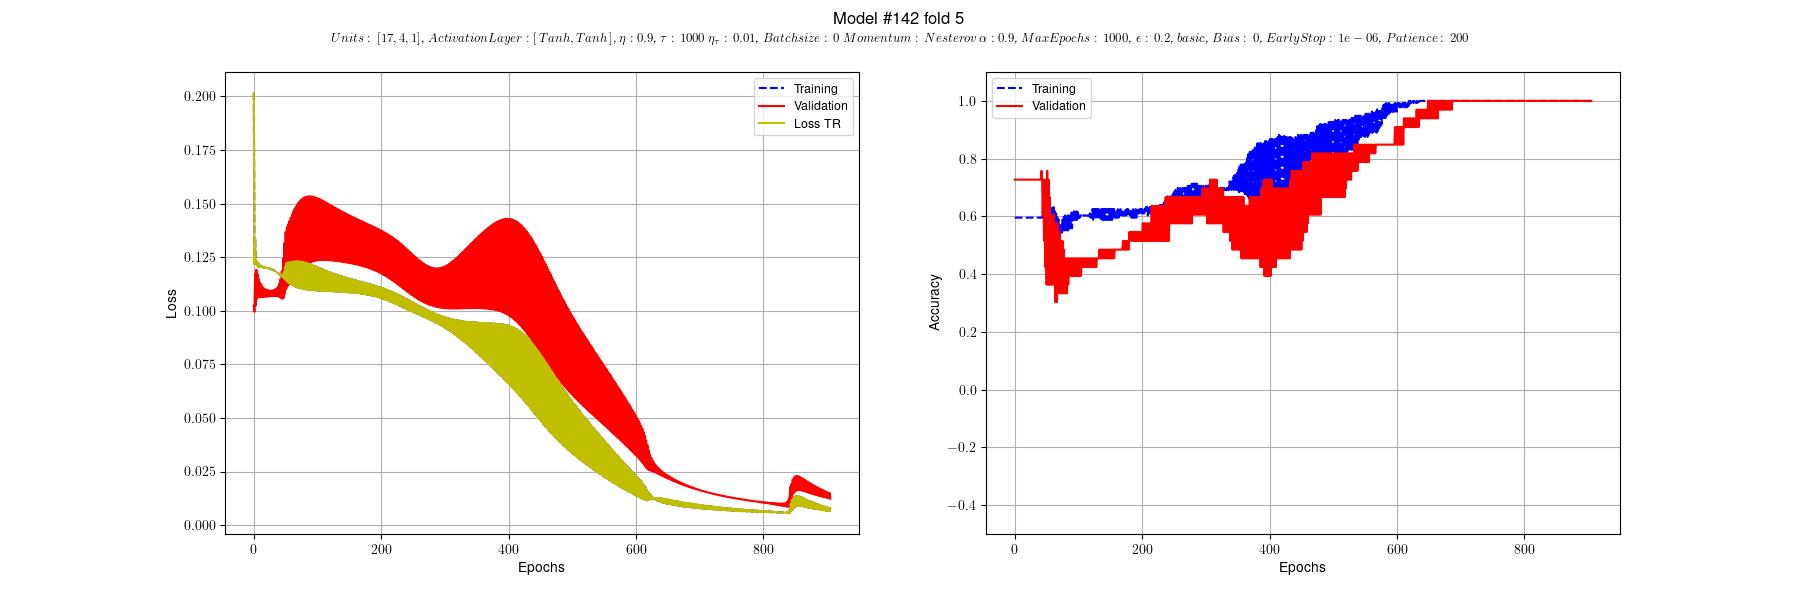 Model #142 fold 5
Units : [17, 4, 1], ActivationLayer : [Tanh, Tanh], η : 0.9, τ : 1000 ητ : 0.01, Batchsize : 0 Momentum : Nesterov α : 0.9, MaxEpochs : 1000, ϵ : 0.2, basic, Bias : 0, EarlyStop : 1e − 06, Patience : 200
Training
Validation
Loss TR
0.200
0.175
0.150
0.125
0.100
0.075
0.050
0.025
0.000
Loss
0 200 400 600 800
Epochs
Training
Validation
1.0
0.8
0.6
0.4
0.2
0.0
−0.2
−0.4
Accuracy
0 200 400 600 800
Epochs